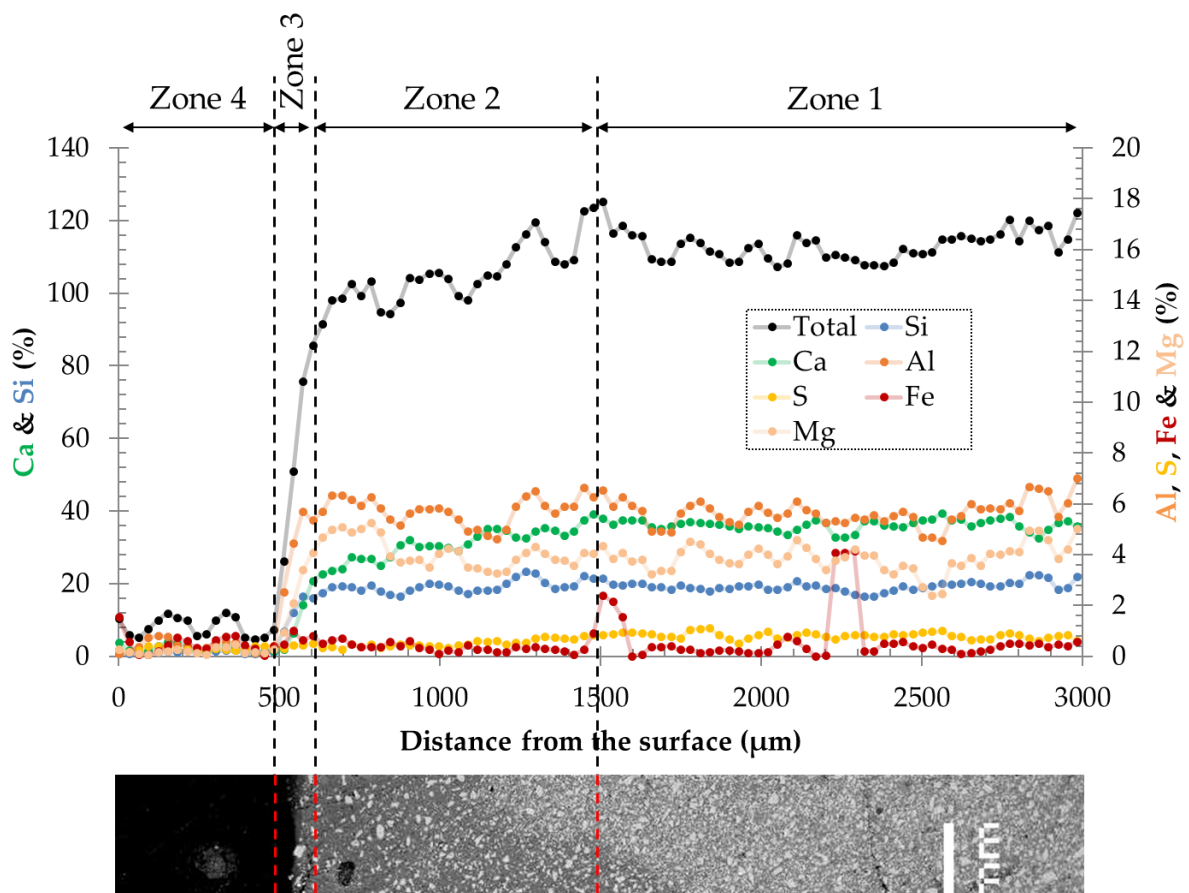 Zone 4
Zone 3
Zone 2
Zone 1
Ca & Si (%)
140
120
100
80
60
40
20
0
20
18
16
14
12
10
8
6
4
2
0
Al, S, Fe & Mg (%)
Total Si
Ca Al
S Fe
Mg
0 500 1000 1500 2000 2500 3000
Distance from the surface (µm)